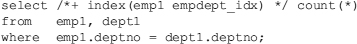 select /*+ index(emp1 empdept_idx) */ count(*)
from   emp1, dept1
where  emp1.deptno = dept1.deptno;